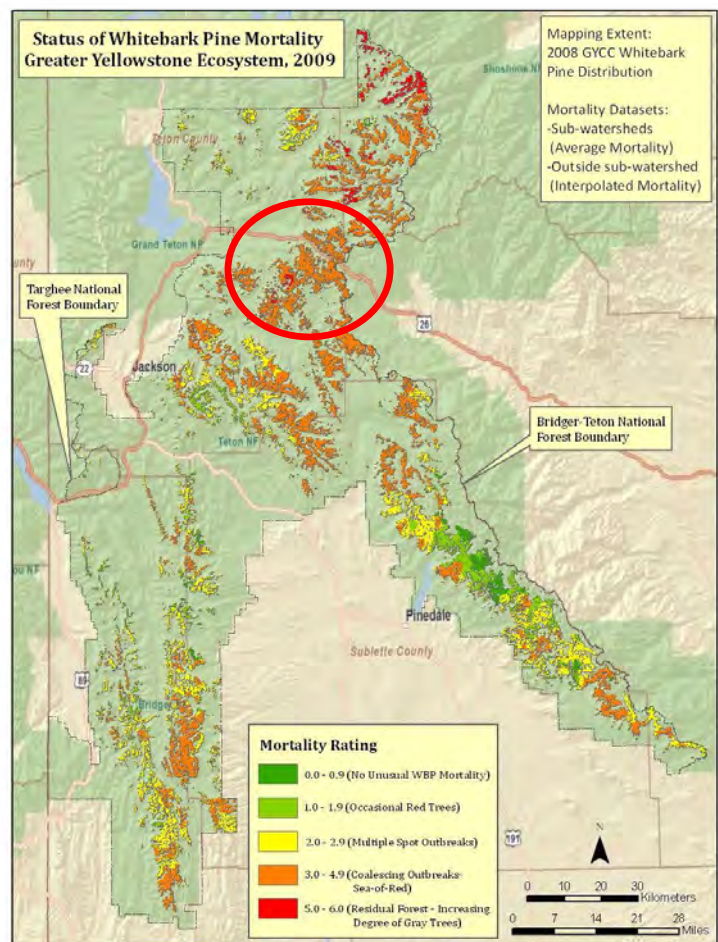 Status of Whitebark Pine Mortality
Greater Yellowstone Ecosystem, 2009
Mapping Extent:
2008 GYCC Whitebark
Pine Distribution
Mortality Datasets:
-Sub-watersheds
(Average Mortality)
-Outside sub-watershed
(Interpolated Mortality)
Shoshone NF
Teton County
Grand Teton NP
Targhee National
Forest Boundary
26
22
Jackson
Bridger-Teton National
Forest Boundary
Teton NF
Pinedale
Sublette County
89
Bridger
Mortality Rating
0.0 - 0.9 (No Unusual WBP Mortality)
1.0 - 1.9 (Occasional Red Trees)
2.0 - 2.9 (Multiple Spot Outbreaks)
3.0 - 4.9 (Coalescing Outbreaks-
Sea-of-Red)
5.0 - 6.0 (Residual Forest - Increasing
Degree of Gray Trees)
191
N
0 10 20 30
Kilometers
0 7 14 21 28
Miles